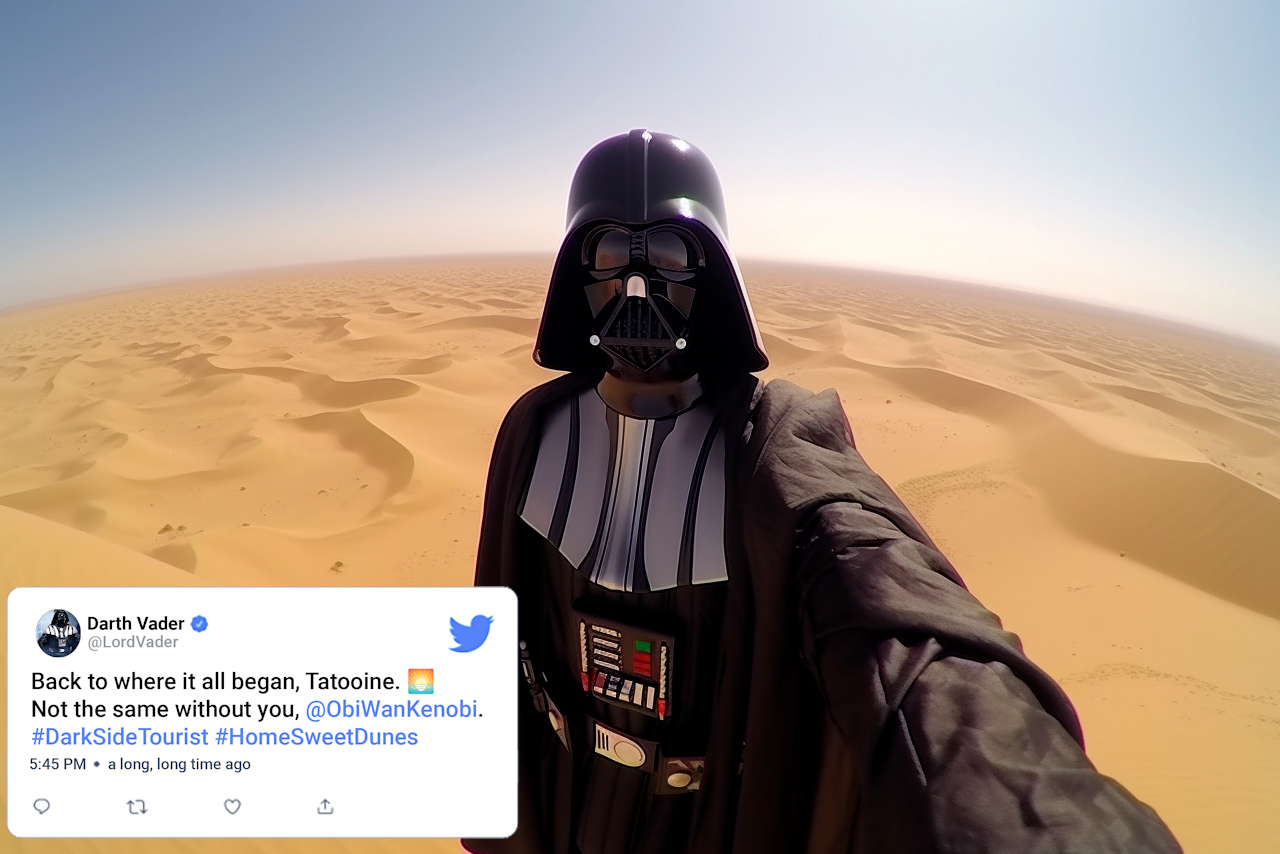 Darth Vader
@LordVader
Back to where it all began, Tatooine. 🌅
Not the same without you, @ObiWanKenobi.
#DarkSideTourist #HomeSweetDunes
5:45 PM • a long, long time ago